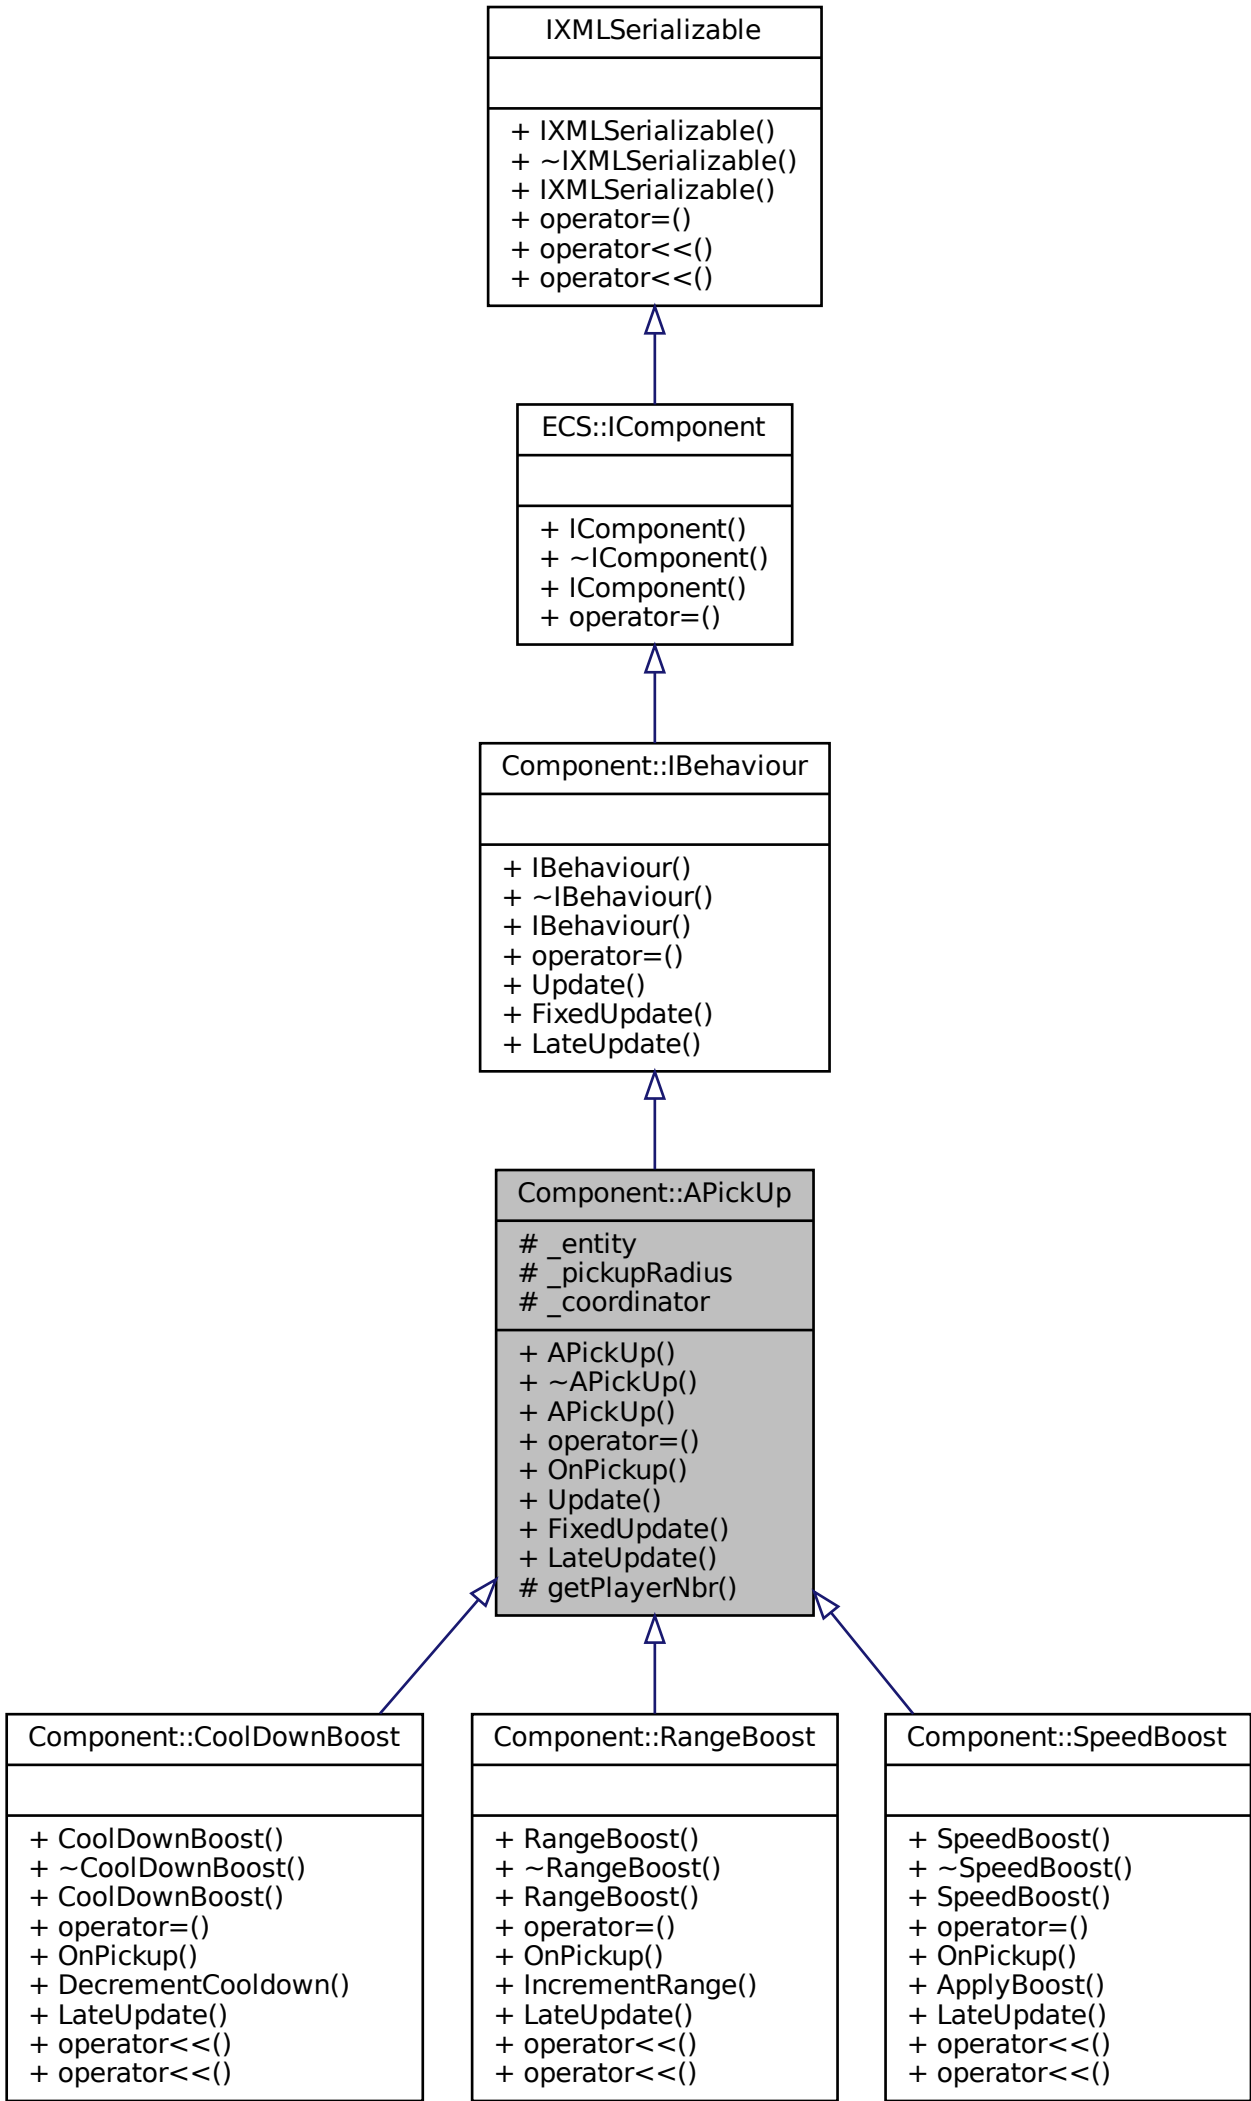 IXMLSerializable
+ IXMLSerializable()
+ ~IXMLSerializable()
+ IXMLSerializable()
+ operator=()
+ operator<<()
+ operator<<()
ECS::IComponent
+ IComponent()
+ ~IComponent()
+ IComponent()
+ operator=()
Component::IBehaviour
+ IBehaviour()
+ ~IBehaviour()
+ IBehaviour()
+ operator=()
+ Update()
+ FixedUpdate()
+ LateUpdate()
Component::APickUp
# _entity
# _pickupRadius
# _coordinator
+ APickUp()
+ ~APickUp()
+ APickUp()
+ operator=()
+ OnPickup()
+ Update()
+ FixedUpdate()
+ LateUpdate()
# getPlayerNbr()
Component::CoolDownBoost
+ CoolDownBoost()
+ ~CoolDownBoost()
+ CoolDownBoost()
+ operator=()
+ OnPickup()
+ DecrementCooldown()
+ LateUpdate()
+ operator<<()
+ operator<<()
Component::RangeBoost
+ RangeBoost()
+ ~RangeBoost()
+ RangeBoost()
+ operator=()
+ OnPickup()
+ IncrementRange()
+ LateUpdate()
+ operator<<()
+ operator<<()
Component::SpeedBoost
+ SpeedBoost()
+ ~SpeedBoost()
+ SpeedBoost()
+ operator=()
+ OnPickup()
+ ApplyBoost()
+ LateUpdate()
+ operator<<()
+ operator<<()